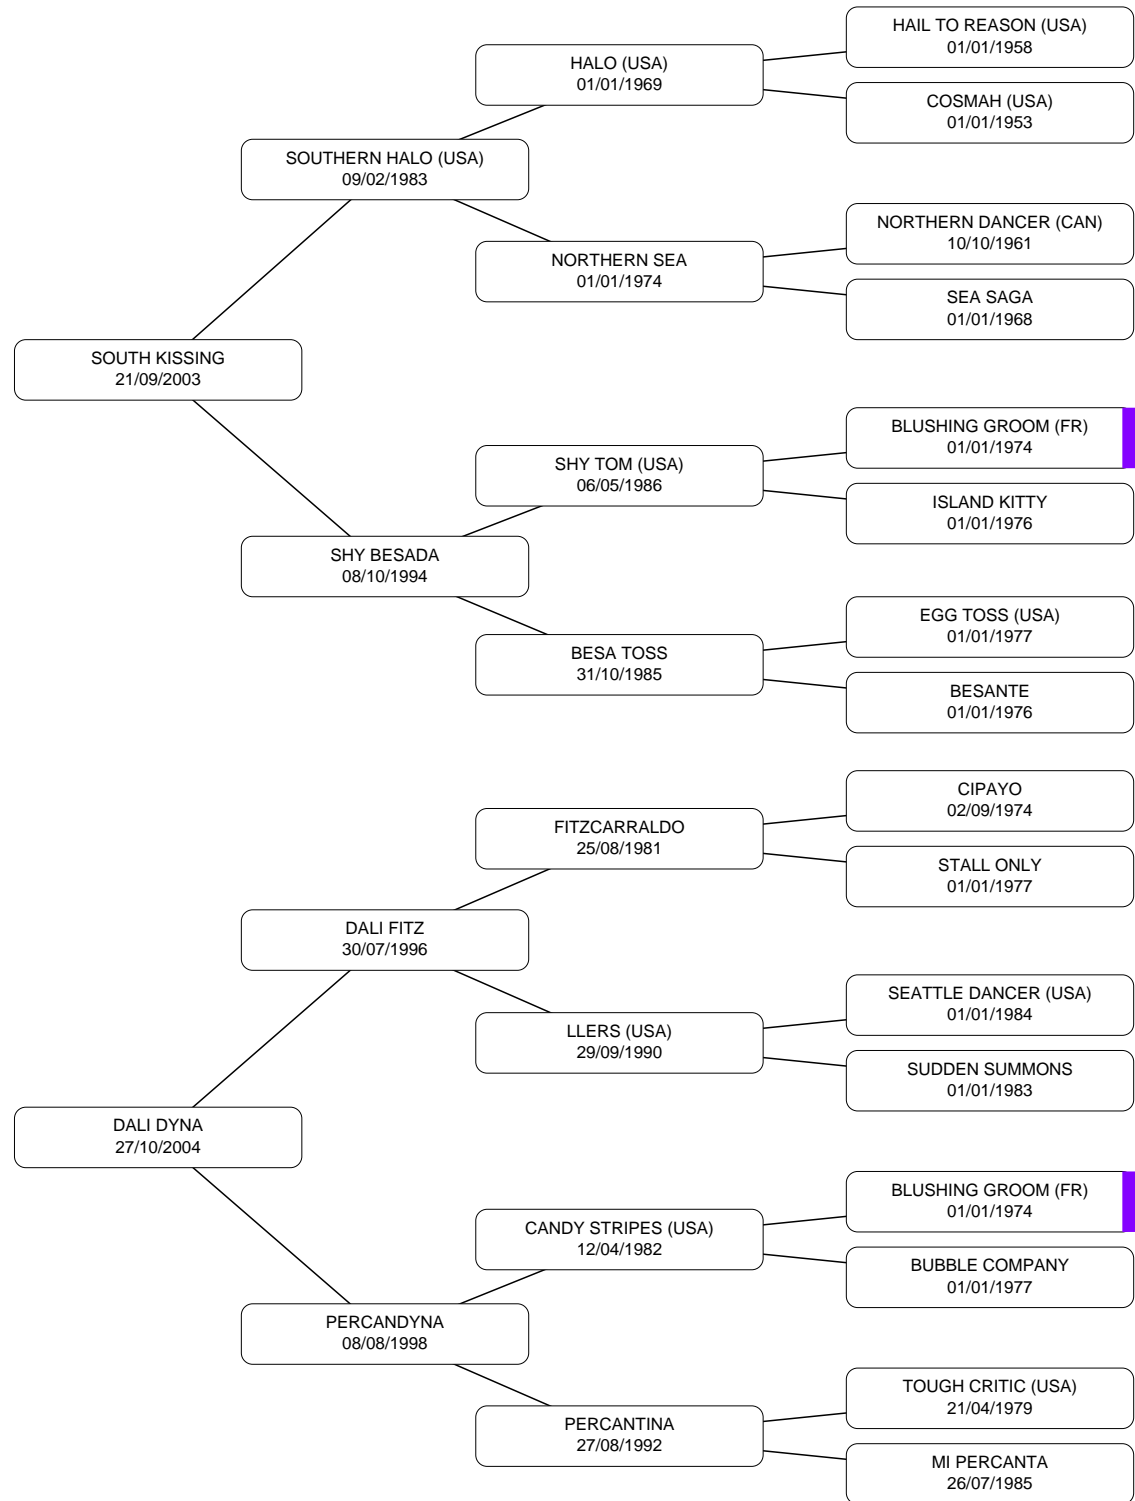 HAIL TO REASON (USA)
01/01/1958
HALO (USA)
01/01/1969
COSMAH (USA)
01/01/1953
SOUTHERN HALO (USA)
09/02/1983
NORTHERN DANCER (CAN)
10/10/1961
NORTHERN SEA
01/01/1974
SEA SAGA
01/01/1968
SOUTH KISSING
21/09/2003
BLUSHING GROOM (FR)
01/01/1974
SHY TOM (USA)
06/05/1986
ISLAND KITTY
01/01/1976
SHY BESADA
08/10/1994
EGG TOSS (USA)
01/01/1977
BESA TOSS
31/10/1985
BESANTE
01/01/1976
CIPAYO
02/09/1974
FITZCARRALDO
25/08/1981
STALL ONLY
01/01/1977
DALI FITZ
30/07/1996
SEATTLE DANCER (USA)
01/01/1984
LLERS (USA)
29/09/1990
SUDDEN SUMMONS
01/01/1983
DALI DYNA
27/10/2004
BLUSHING GROOM (FR)
01/01/1974
CANDY STRIPES (USA)
12/04/1982
BUBBLE COMPANY
01/01/1977
PERCANDYNA
08/08/1998
TOUGH CRITIC (USA)
21/04/1979
PERCANTINA
27/08/1992
MI PERCANTA
26/07/1985